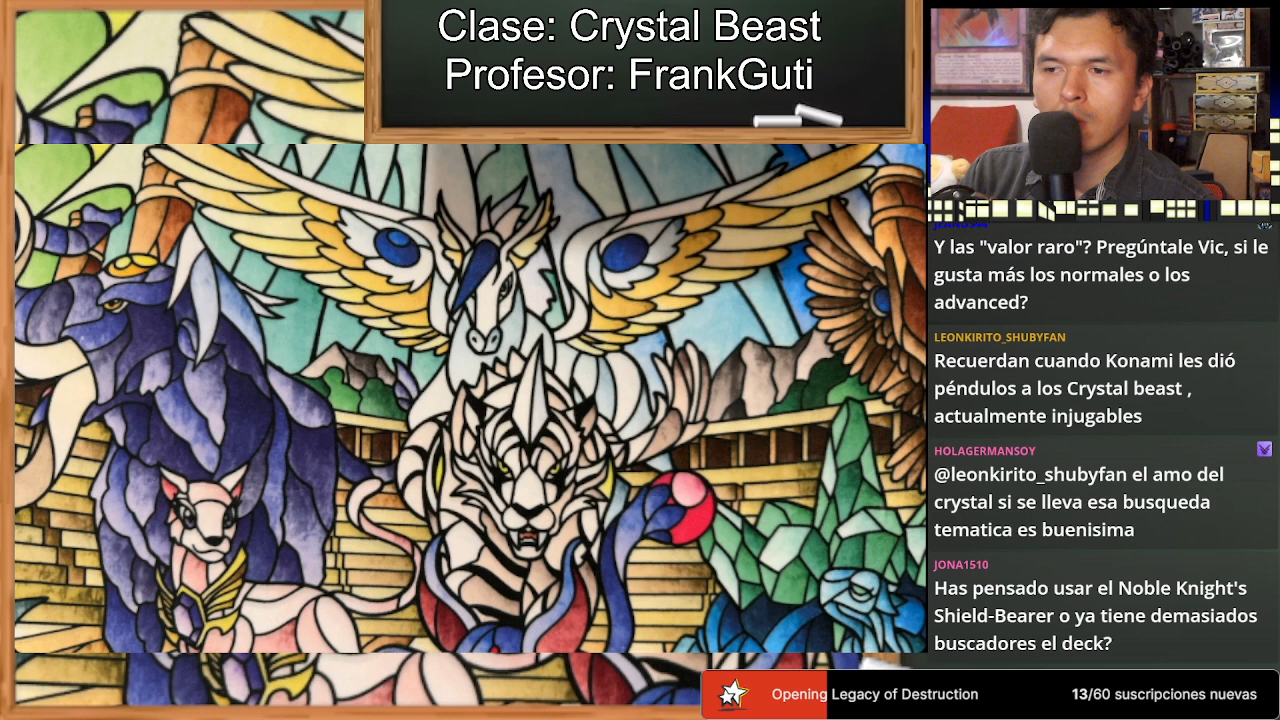 Clase: Crystal Beast
Profesor: FrankGuti
Y las "valor raro"? Pregúntale Vic, si le
gusta más los normales o los
advanced?
LEONKIRITO_SHUBYFAN
Recuerdan cuando Konami les dió
péndulos a los Crystal beast ,
actualmente injugables
HOLAGERMANSOY
@leonkirito_shubyfan el amo del
crystal si se lleva esa busqueda
tematica es buenisima
JONA1510
Has pensado usar el Noble Knight's
Shield-Bearer o ya tiene demasiados
buscadores el deck?
Opening Legacy of Destruction
13/60 suscripciones nuevas